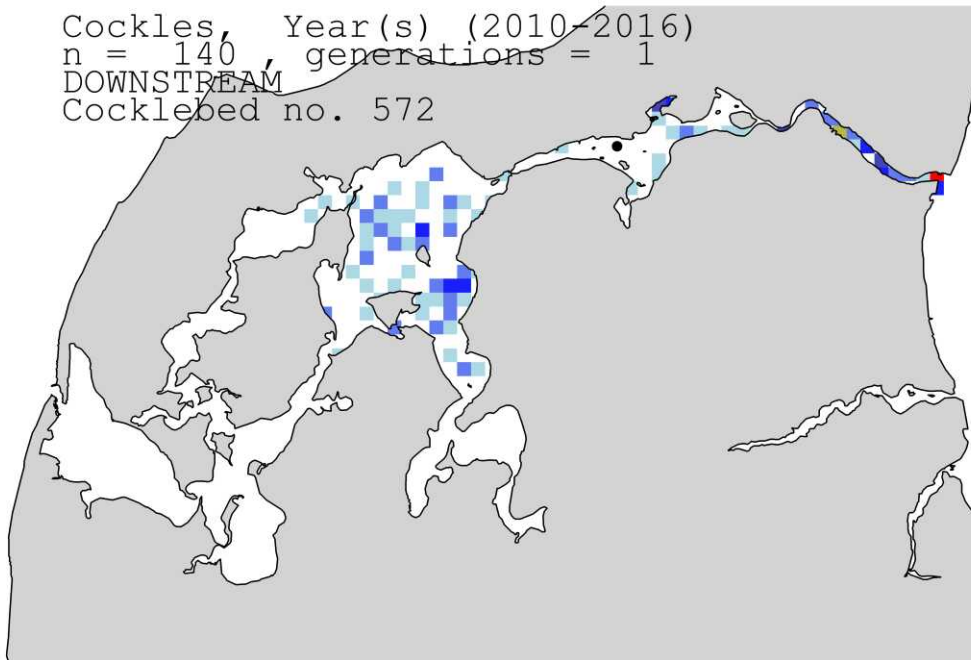 Cockles, Year(s) (2010-2016)
n = 140 , generations = 1
DOWNSTREAM
Cocklebed no. 572